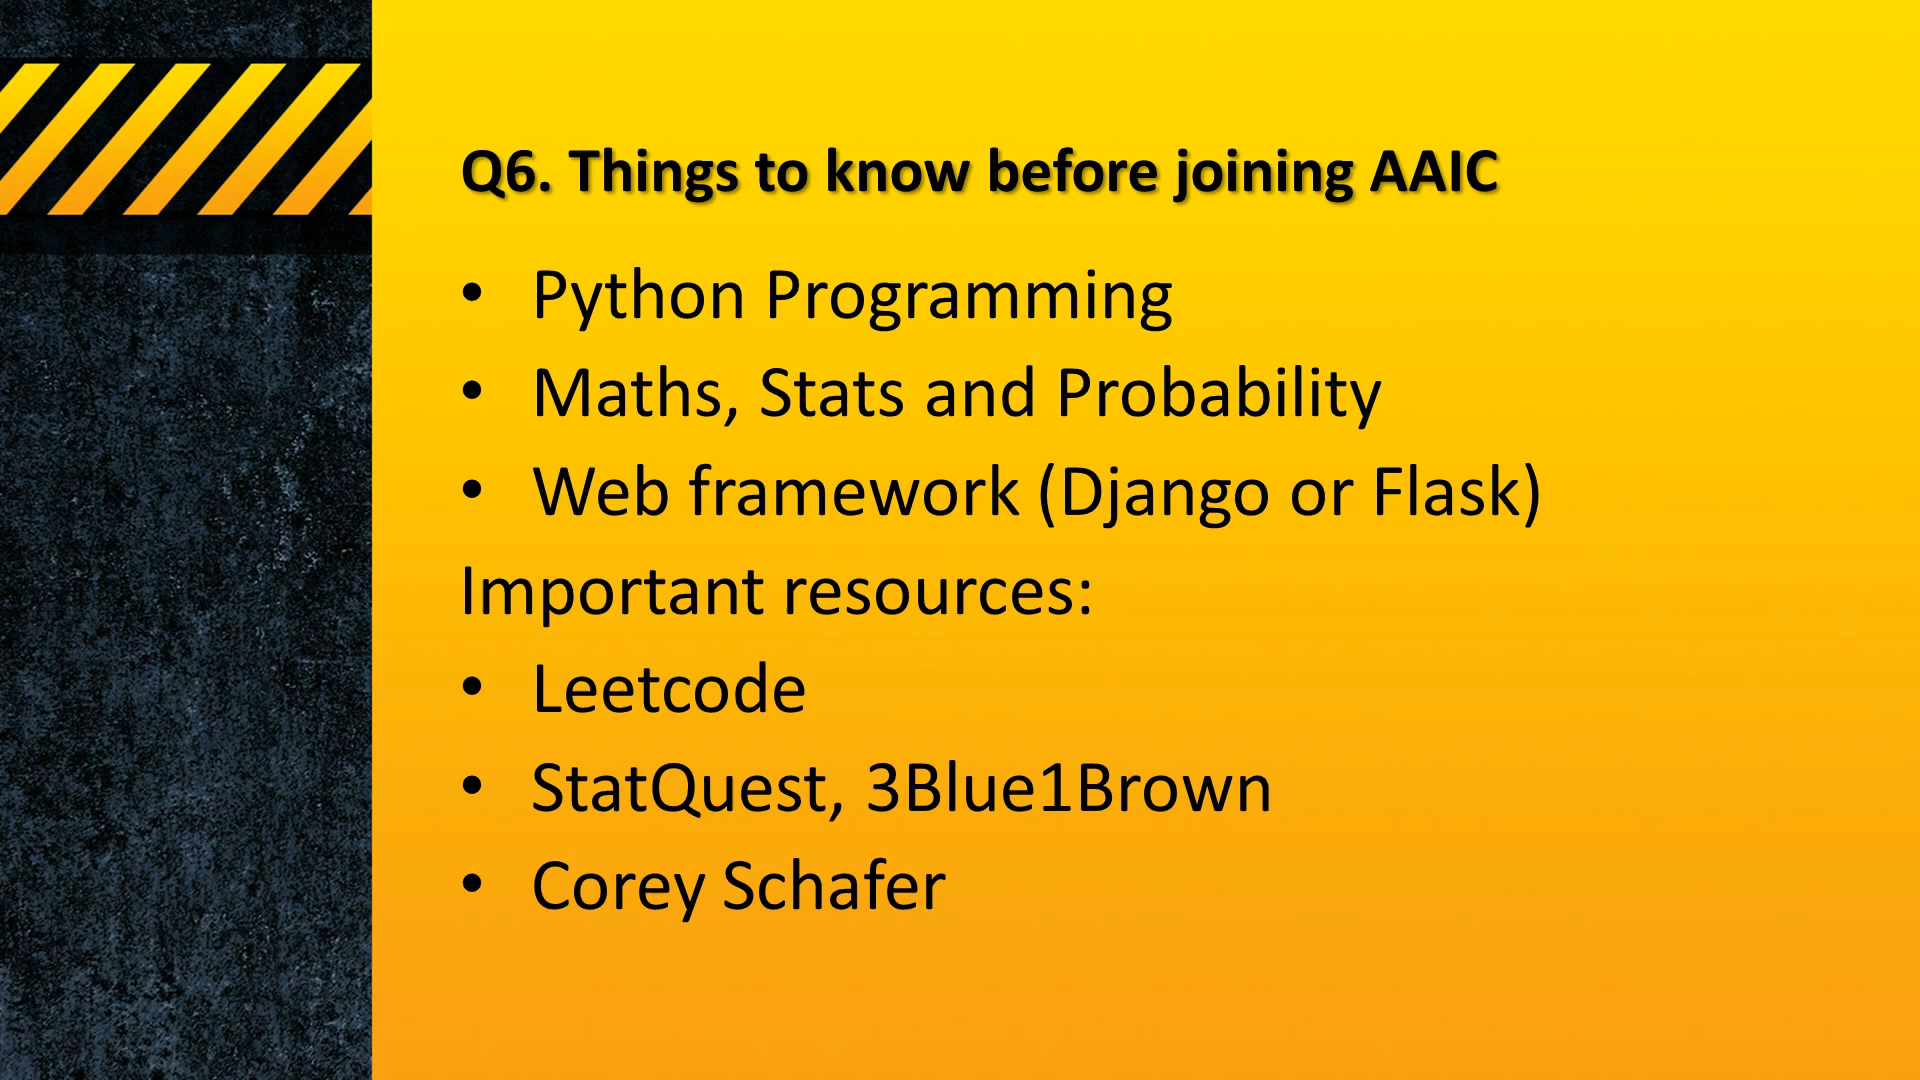 Q6. Things to know before joining AAIC
• Python Programming
• Maths, Stats and Probability
• Web framework (Django or Flask)
Important resources:
• Leetcode
• StatQuest, 3Blue1Brown
• Corey Schafer